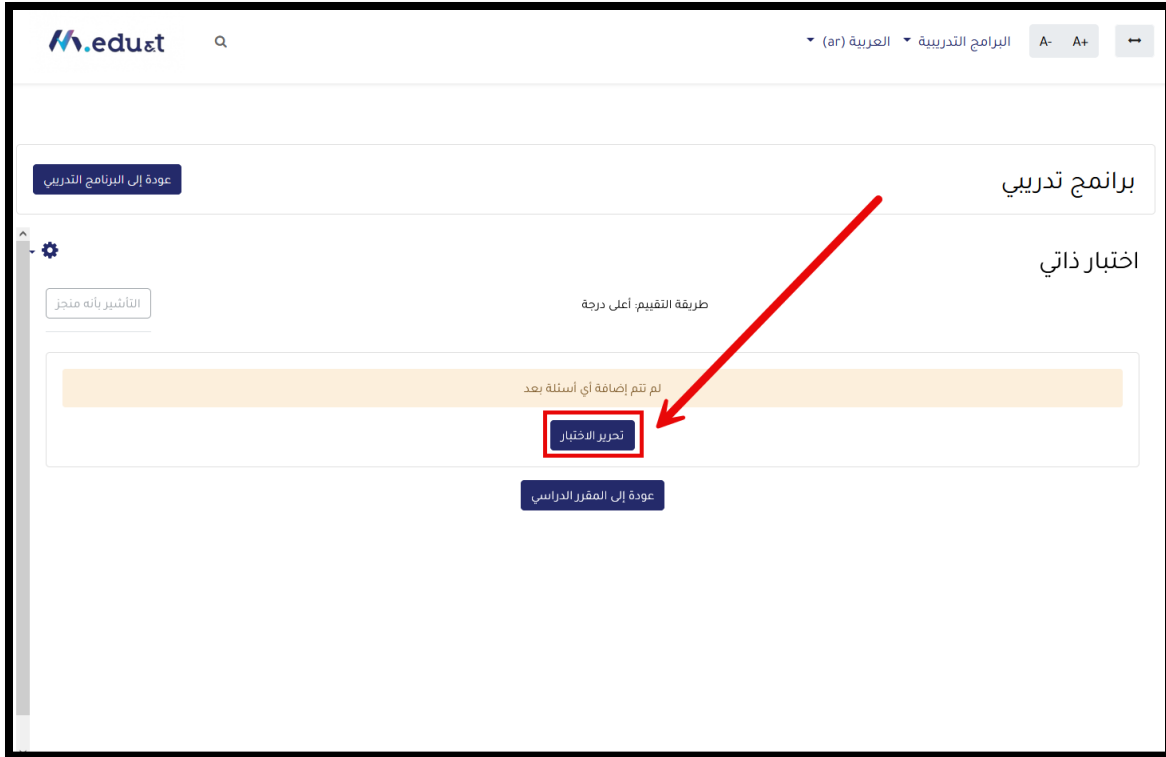 A+ A- البرامج التدريبية العربية (ar) M.edu&t
برانمج تدريبي عودة إلى البرنامج التدريبي
اختبار ذاتي
طريقة التقييم: أعلى درجة التأشير بأنه منجز
لم تتم إضافة أي أسئلة بعد
تحرير الاختبار
عودة إلى المقرر الدراسي